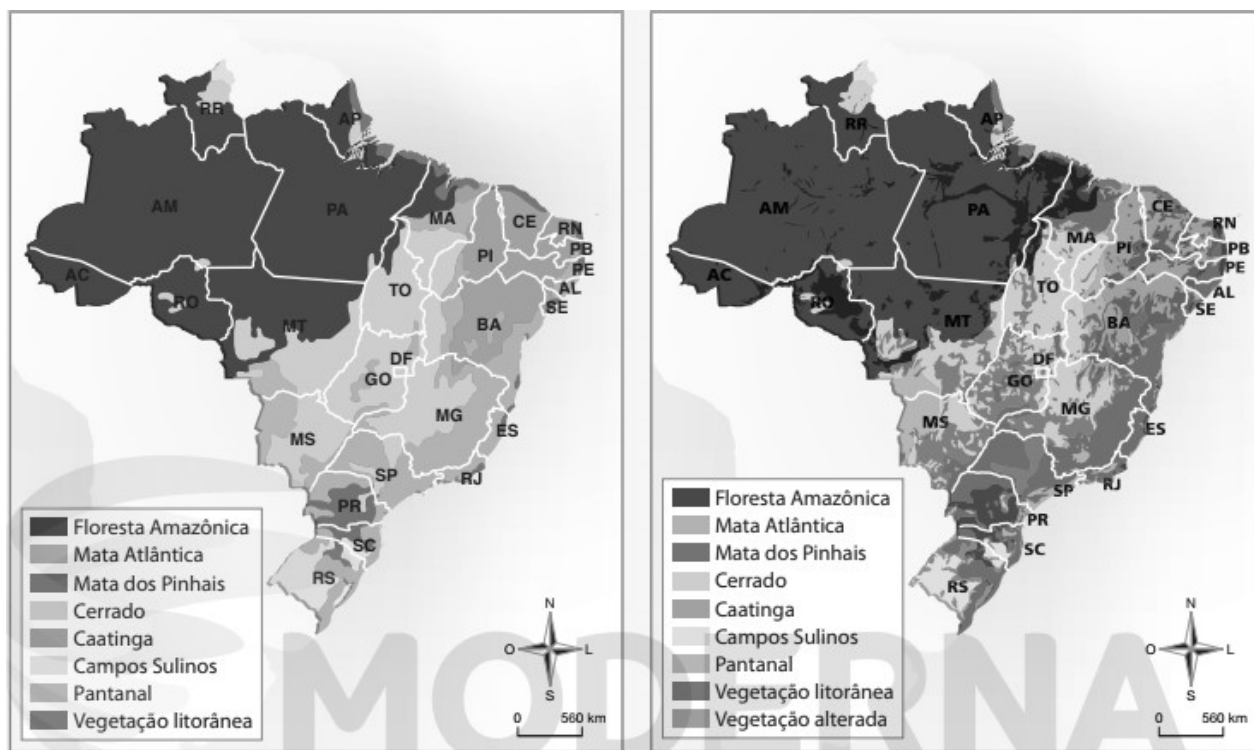 RR
AP
AM
PA
MA
CE
RN
PB
PE
AL
SE
PI
AC
RO
TO
MT
BA
DF
GO
MG
ES
MS
SP
RJ
PR
SC
RS
Floresta Amazônica
Mata Atlântica
Mata dos Pinhais
Cerrado
Caatinga
Campos Sulinos
Pantanal
Vegetação litorânea
N
O L
S
0 560 km
RR
AP
AM
PA
MA
CE
RN
PB
PE
AL
SE
PI
AC
RO
TO
MT
BA
DF
GO
MG
ES
MS
SP
RJ
PR
SC
RS
Floresta Amazônica
Mata Atlântica
Mata dos Pinhais
Cerrado
Caatinga
Campos Sulinos
Pantanal
Vegetação litorânea
Vegetação alterada
N
O L
S
0 560 km
MODERNA